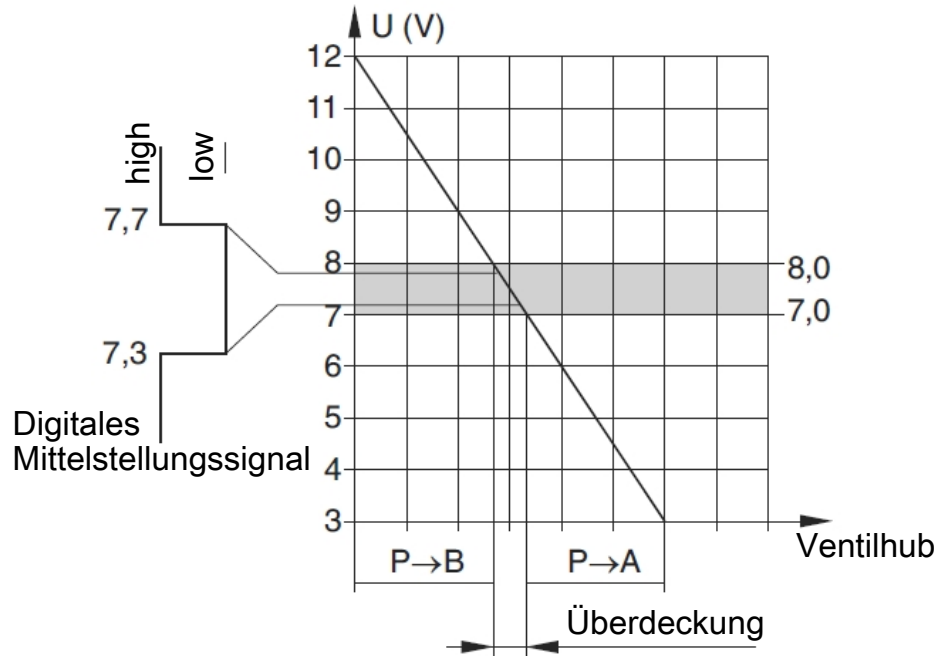 U (V)
12
11
10
9
8
7
6
5
4
3
high
low
7,7
7,3
8,0
7,0
Digitales
Mittelstellungssignal
Ventilhub
P→B
P→A
Überdeckung